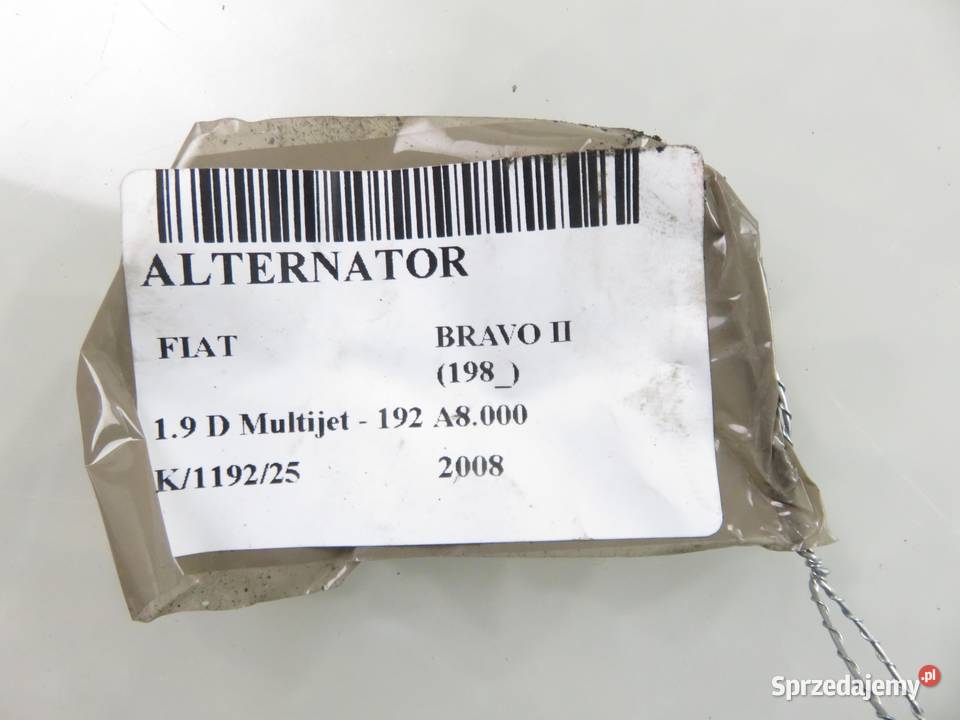 ALTERNATOR
FIAT BRAVO II
(198_)
1.9 D Multijet - 192 A8.000
K/1192/25 2008
Sprzedajemy.pl